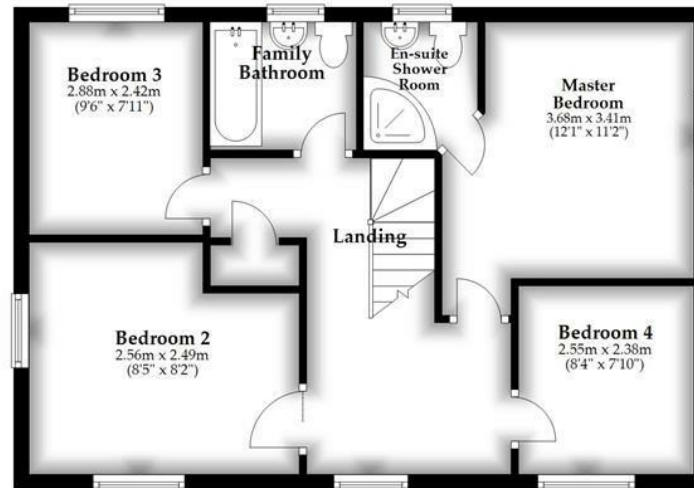 Bedroom 3
2.88m x 2.42m
(9'6" x 7'11")
Family
Bathroom
En-suite
Shower
Room
Master
Bedroom
3.68m x 3.41m
(12'1" x 11'2")
Landing
Bedroom 2
2.56m x 2.49m
(8'5" x 8'2")
Bedroom 4
2.55m x 2.38m
(8'4" x 7'10")